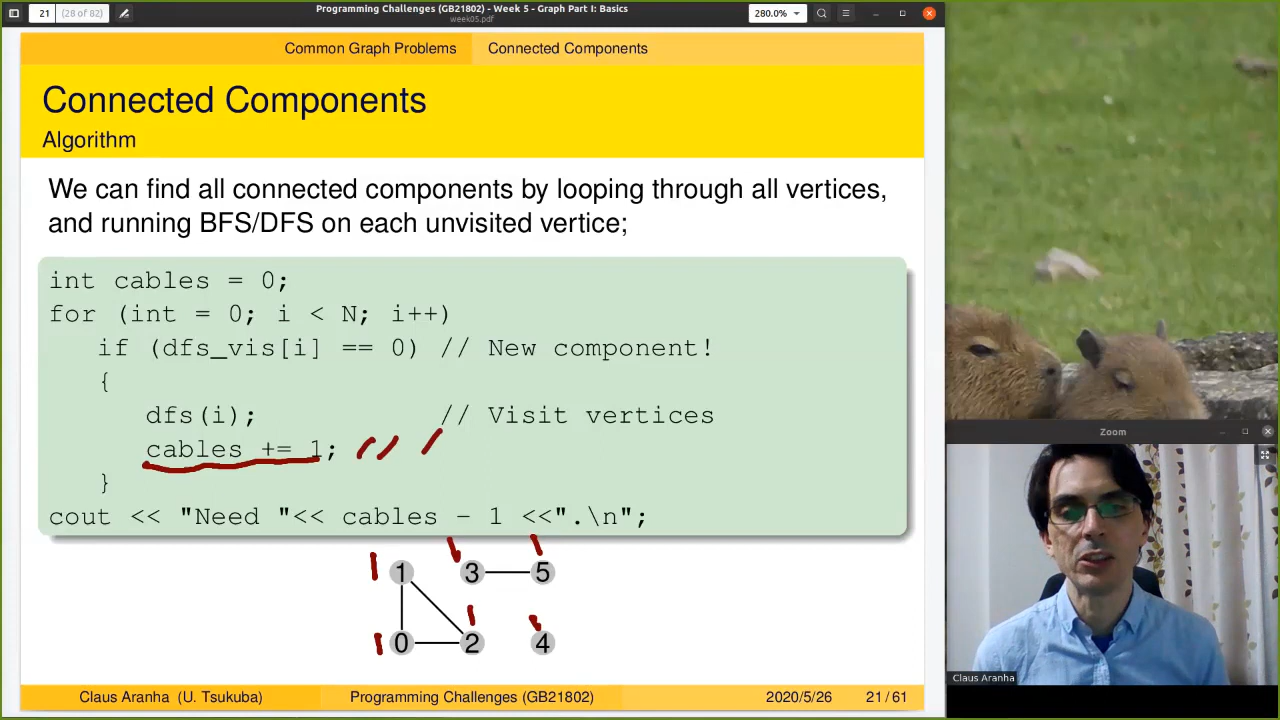 21 (28 of 82) Programming Challenges (GB21802) - Week 5 - Graph Part I: Basics 280.0%
week05.pdf
Common Graph Problems Connected Components
Connected Components
Algorithm
We can find all connected components by looping through all vertices,
and running BFS/DFS on each unvisited vertice;
int cables = 0;
for (int = 0; i < N; i++)
if (dfs_vis[i] == 0) // New component!
{
dfs(i); // Visit vertices
cables += 1;
}
cout << "Need "<< cables - 1 <<".\n";
1 3 5
0 2 4
Claus Aranha (U. Tsukuba) Programming Challenges (GB21802) 2020/5/26 21/61
Zoom
Claus Aranha